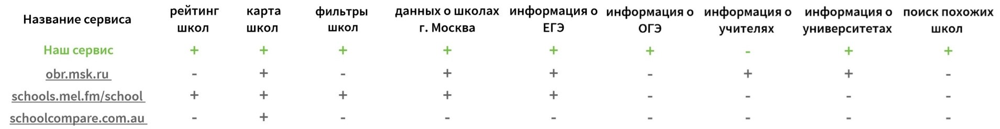 Название сервиса рейтинг школ карта школ фильтры школ данных о школах г. Москва информация о ЕГЭ информация о ОГЭ информация о учителях информация о университетах поиск похожих школ
Наш сервис + + + + + + - + +
obr.msk.ru - + - + + - + + -
schools.mel.fm/school + + + + + - - - -
schoolcompare.com.au - + - - - - - - -